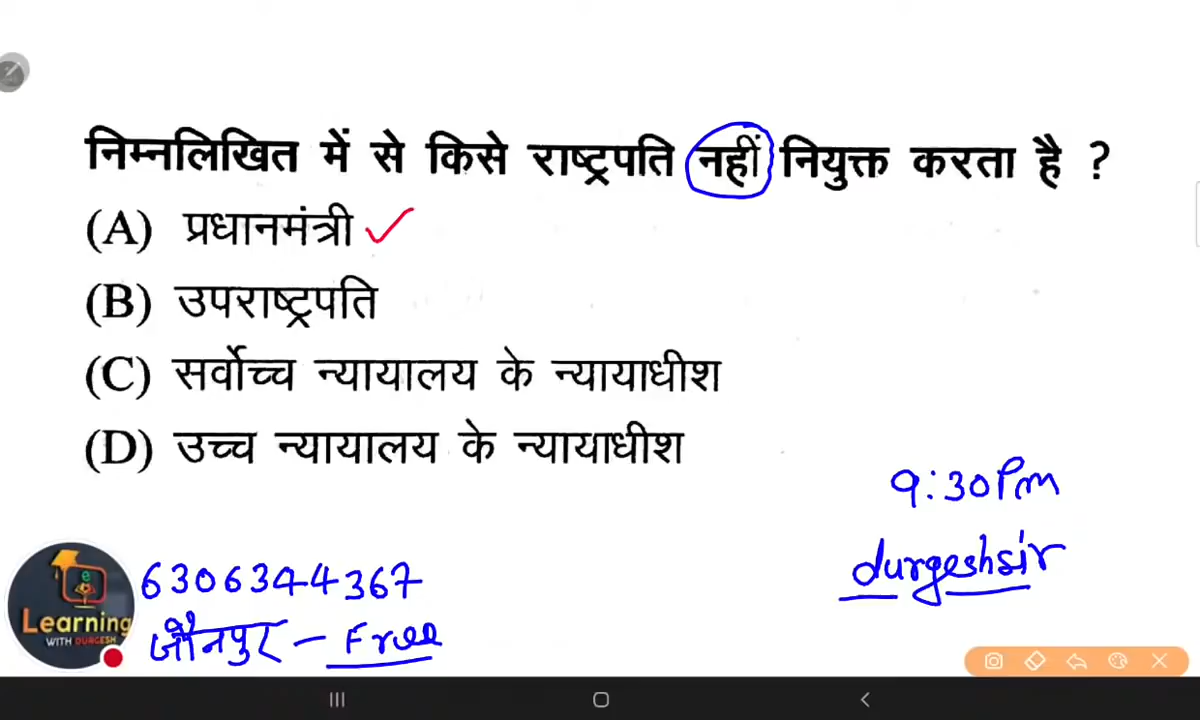 निम्नलिखित में से किसे राष्ट्रपति नहीं नियुक्त करता है ?
(A) प्रधानमंत्री
(B) उपराष्ट्रपति
(C) सर्वोच्च न्यायालय के न्यायाधीश
(D) उच्च न्यायालय के न्यायाधीश
9:30Pm
durgeshsir
6306344367
जौनपुर - Free
e
Learning
WITH DURGESH